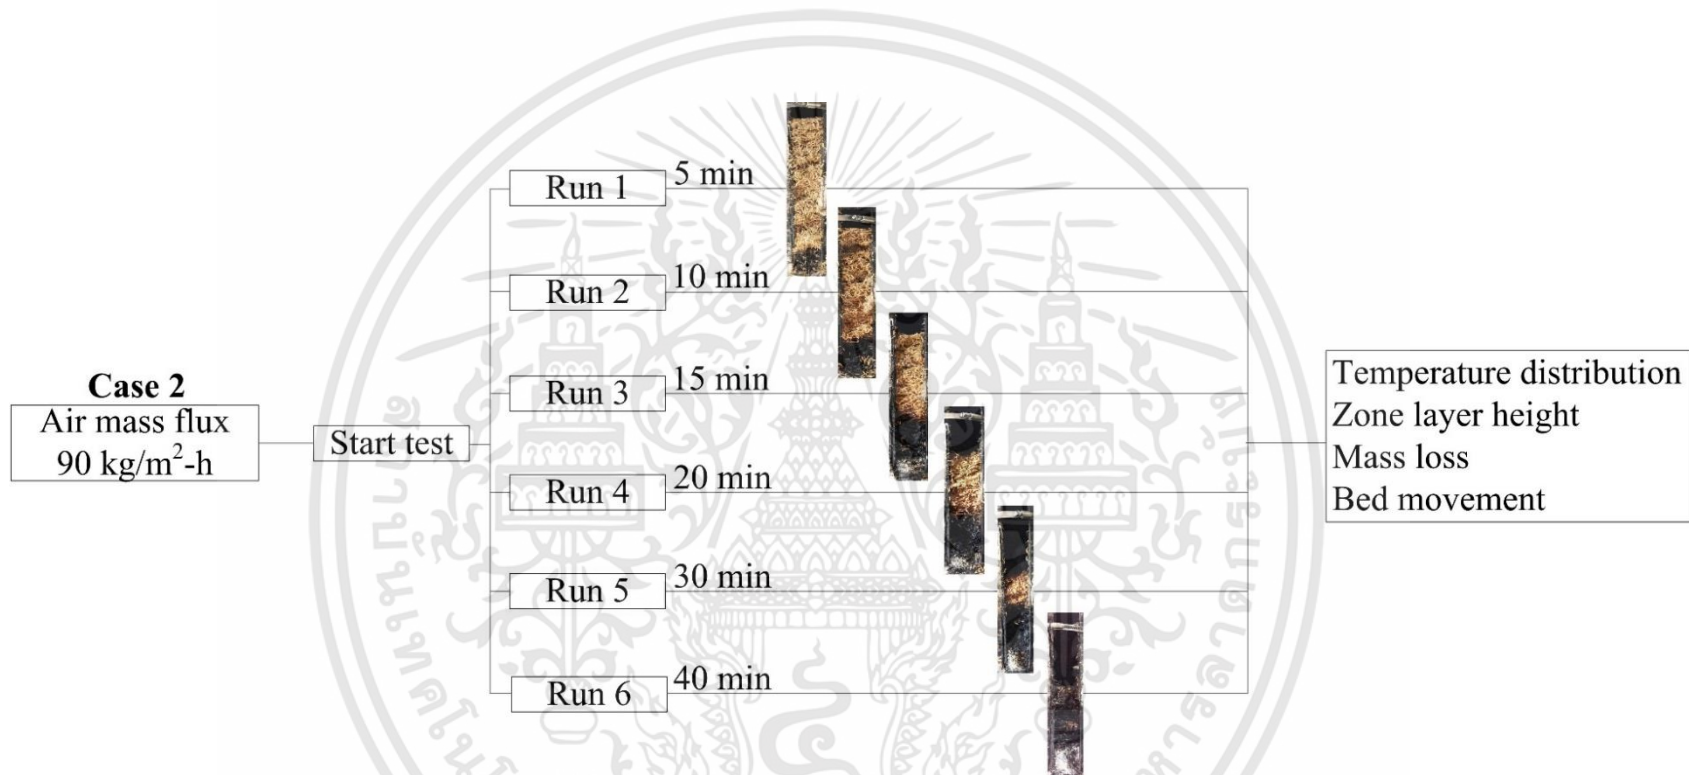 Case 2
Air mass flux
90 kg/m²-h
Start test
Run 1
5 min
Run 2
10 min
Run 3
15 min
Run 4
20 min
Run 5
30 min
Run 6
40 min
Temperature distribution
Zone layer height
Mass loss
Bed movement